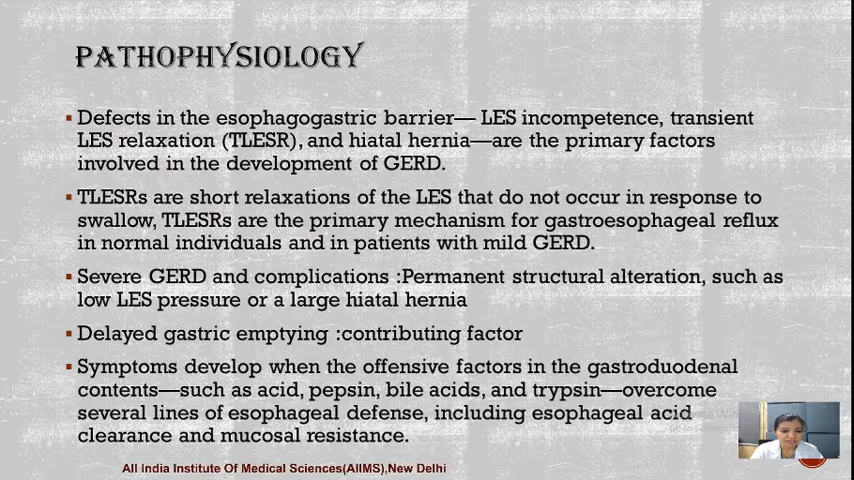 PATHOPHYSIOLOGY
▪ Defects in the esophagogastric barrier— LES incompetence, transient
LES relaxation (TLESR), and hiatal hernia—are the primary factors
involved in the development of GERD.
▪ TLESRs are short relaxations of the LES that do not occur in response to
swallow, TLESRs are the primary mechanism for gastroesophageal reflux
in normal individuals and in patients with mild GERD.
▪ Severe GERD and complications :Permanent structural alteration, such as
low LES pressure or a large hiatal hernia
▪ Delayed gastric emptying :contributing factor
▪ Symptoms develop when the offensive factors in the gastroduodenal
contents—such as acid, pepsin, bile acids, and trypsin—overcome
several lines of esophageal defense, including esophageal acid
clearance and mucosal resistance.
All India Institute Of Medical Sciences(AIIMS),New Delhi